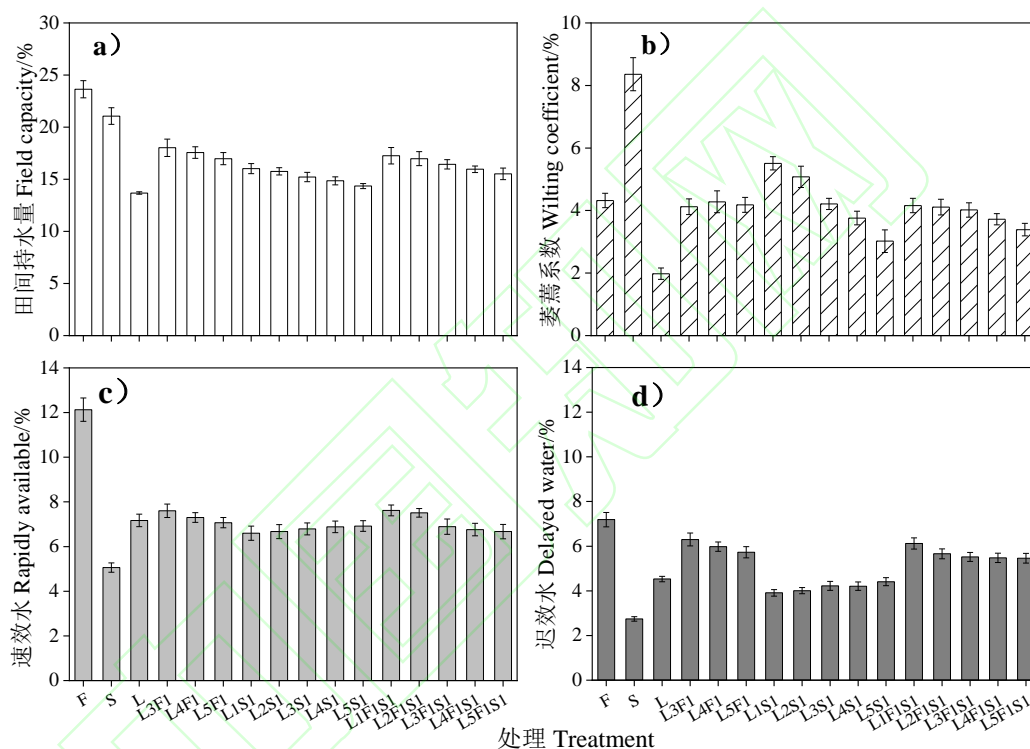 a）
田间持水量 Field capacity/%
30
25
20
15
10
5
0
b）
萎蔫系数 Wilting coefficient/%
10
8
6
4
2
0
c）
速效水 Rapidly available/%
14
12
10
8
6
4
2
0
F
S
L
L3F1
L4F1
L5F1
L1S1
L2S1
L3S1
L4S1
L5S1
L1F1S1
L2F1S1
L3F1S1
L4F1S1
L5F1S1
d）
迟效水 Delayed water/%
14
12
10
8
6
4
2
0
F
S
L
L3F1
L4F1
L5F1
L1S1
L2S1
L3S1
L4S1
L5S1
L1F1S1
L2F1S1
L3F1S1
L4F1S1
L5F1S1
处理 Treatment